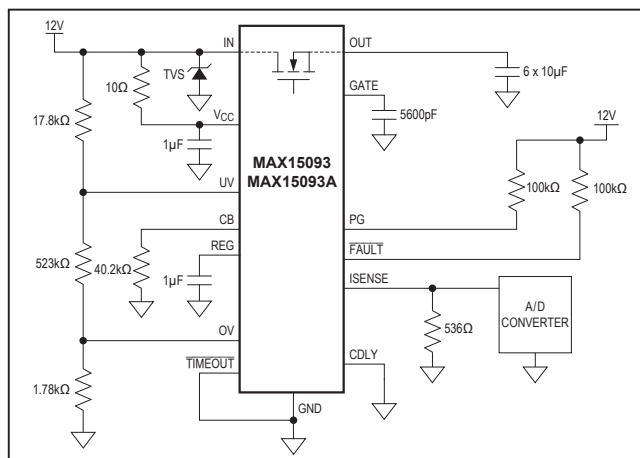 12V
IN
OUT
TVS
6 x 10µF
10Ω
GATE
5600pF
12V
17.8kΩ
VCC
1µF
MAX15093
MAX15093A
100kΩ
100kΩ
UV
CB
PG
REG
FAULT
523kΩ
40.2kΩ
1µF
ISENSE
A/D
CONVERTER
536Ω
OV
TIMEOUT
CDLY
1.78kΩ
GND